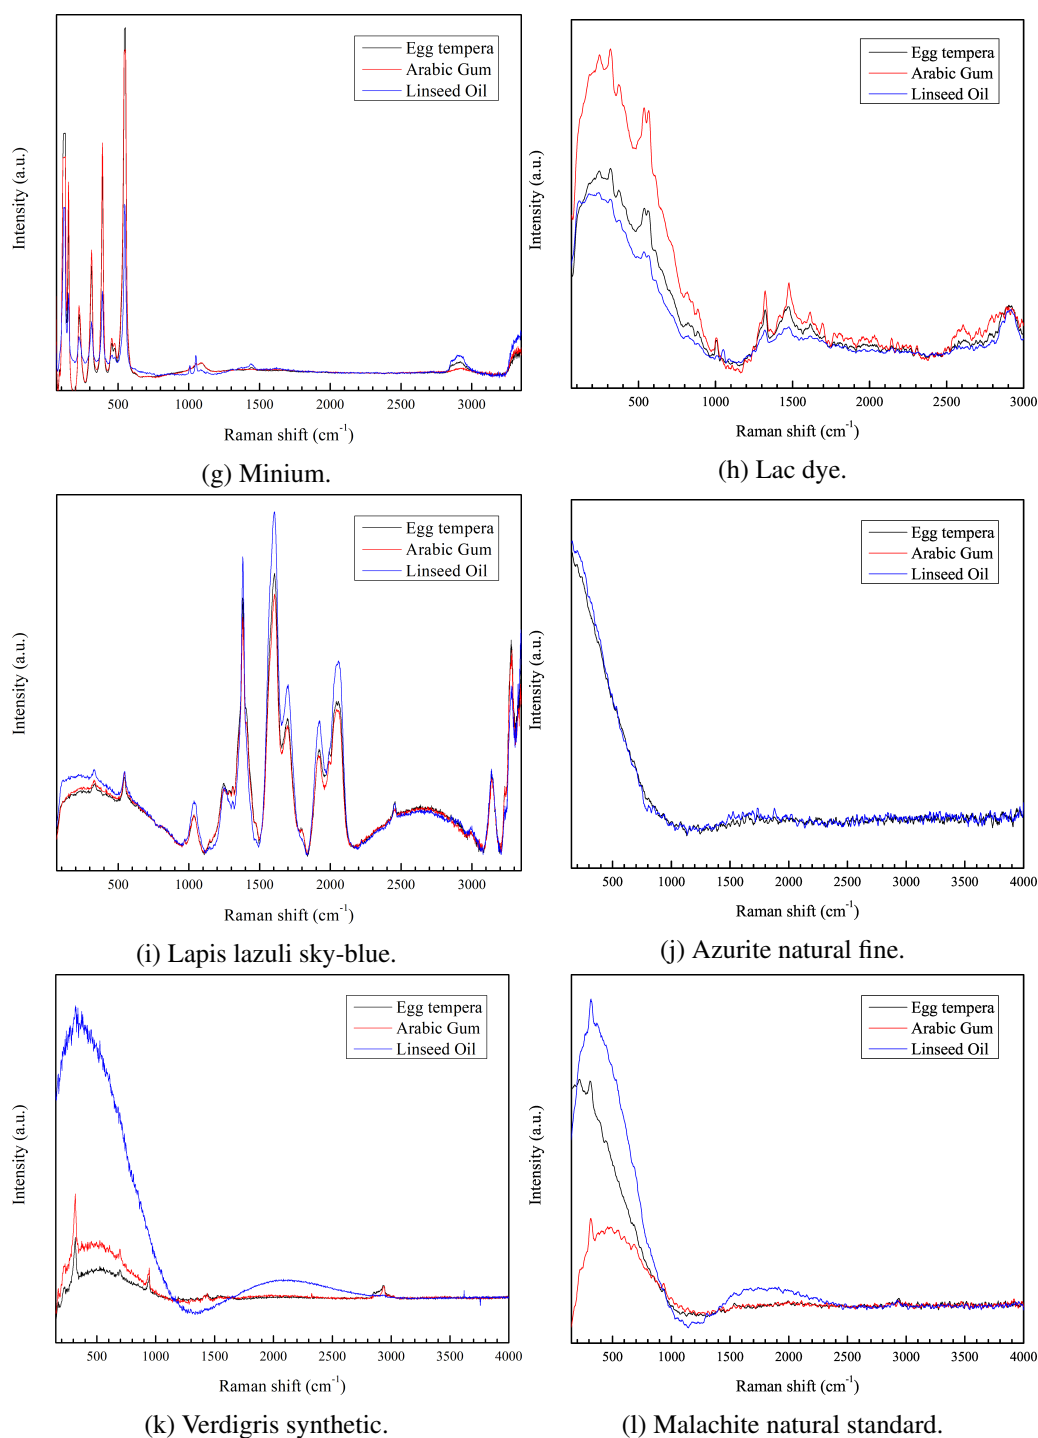 Egg tempera
Arabic Gum
Linseed Oil
Intensity (a.u.)
500 1000 1500 2000 2500 3000
Raman shift (cm⁻¹)
(g) Minium.
Egg tempera
Arabic Gum
Linseed Oil
Intensity (a.u.)
500 1000 1500 2000 2500 3000
Raman shift (cm⁻¹)
(h) Lac dye.
Egg tempera
Arabic Gum
Linseed Oil
Intensity (a.u.)
500 1000 1500 2000 2500 3000
Raman shift (cm⁻¹)
(i) Lapis lazuli sky-blue.
Egg tempera
Arabic Gum
Linseed Oil
Intensity (a.u.)
500 1000 1500 2000 2500 3000 3500 4000
Raman shift (cm⁻¹)
(j) Azurite natural fine.
Egg tempera
Arabic Gum
Linseed Oil
Intensity (a.u.)
500 1000 1500 2000 2500 3000 3500 4000
Raman shift (cm⁻¹)
(k) Verdigris synthetic.
Egg tempera
Arabic Gum
Linseed Oil
Intensity (a.u.)
500 1000 1500 2000 2500 3000 3500 4000
Raman shift (cm⁻¹)
(l) Malachite natural standard.